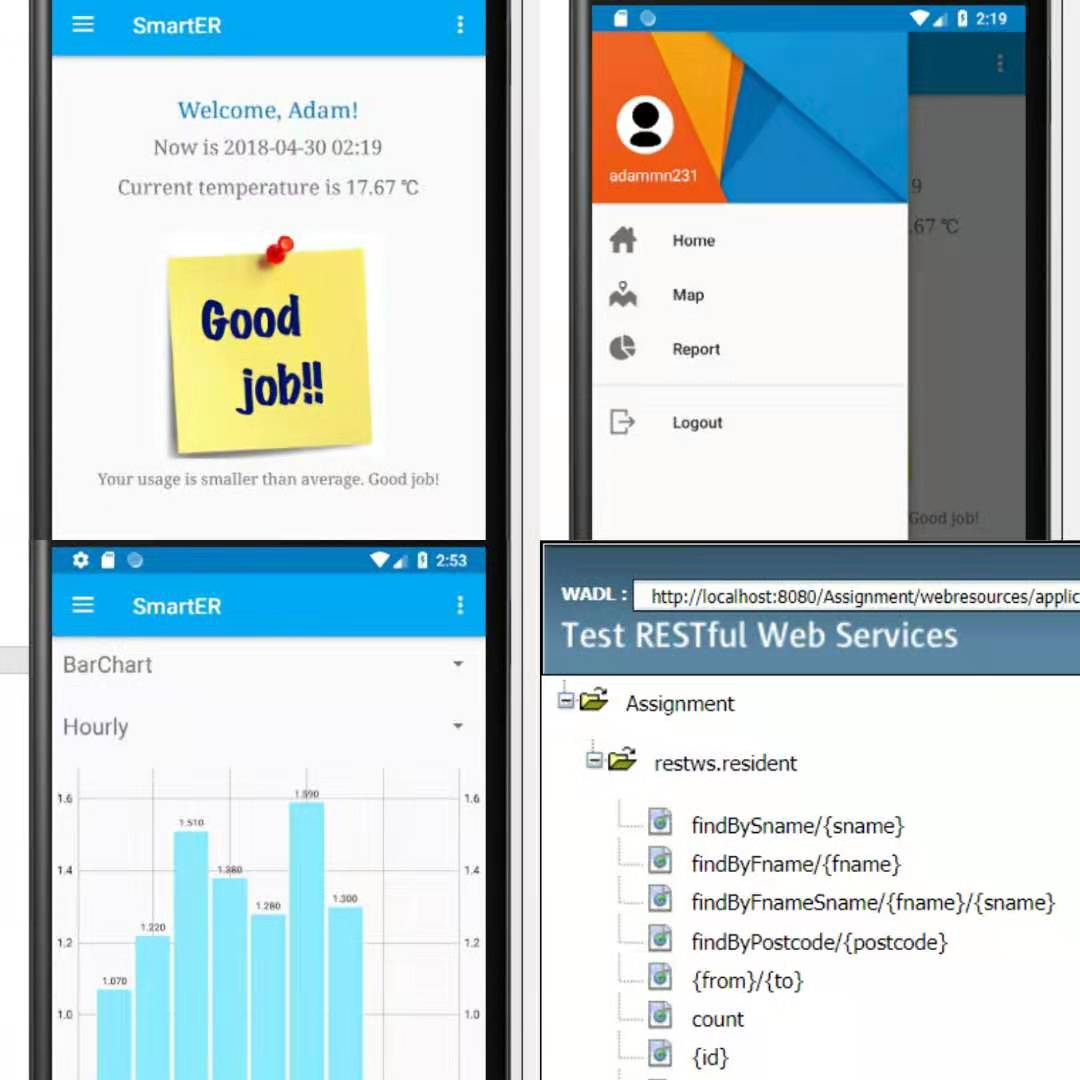 SmartER
Welcome, Adam!
Now is 2018-04-30 02:19
Current temperature is 17.67 ℃
Good
job!!
Your usage is smaller than average. Good job!
2:19
adammn231
9
.67 ℃
Home
Map
Report
Logout
Good job!
2:53
SmartER
BarChart
Hourly
1.6
1.4
1.2
1.0
1.070
1.220
1.510
1.380
1.280
1.590
1.300
1.6
1.4
1.2
1.0
WADL : http://localhost:8080/Assignment/webresources/applic
Test RESTful Web Services
Assignment
restws.resident
findBySname/{sname}
findByFname/{fname}
findByFnameSname/{fname}/{sname}
findByPostcode/{postcode}
{from}/{to}
count
{id}